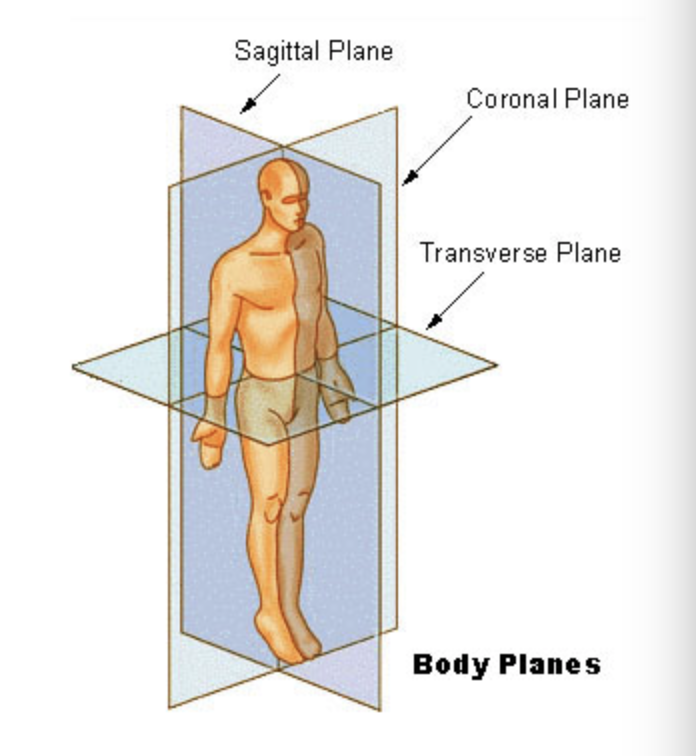 Sagittal Plane
Coronal Plane
Transverse Plane
Body Planes